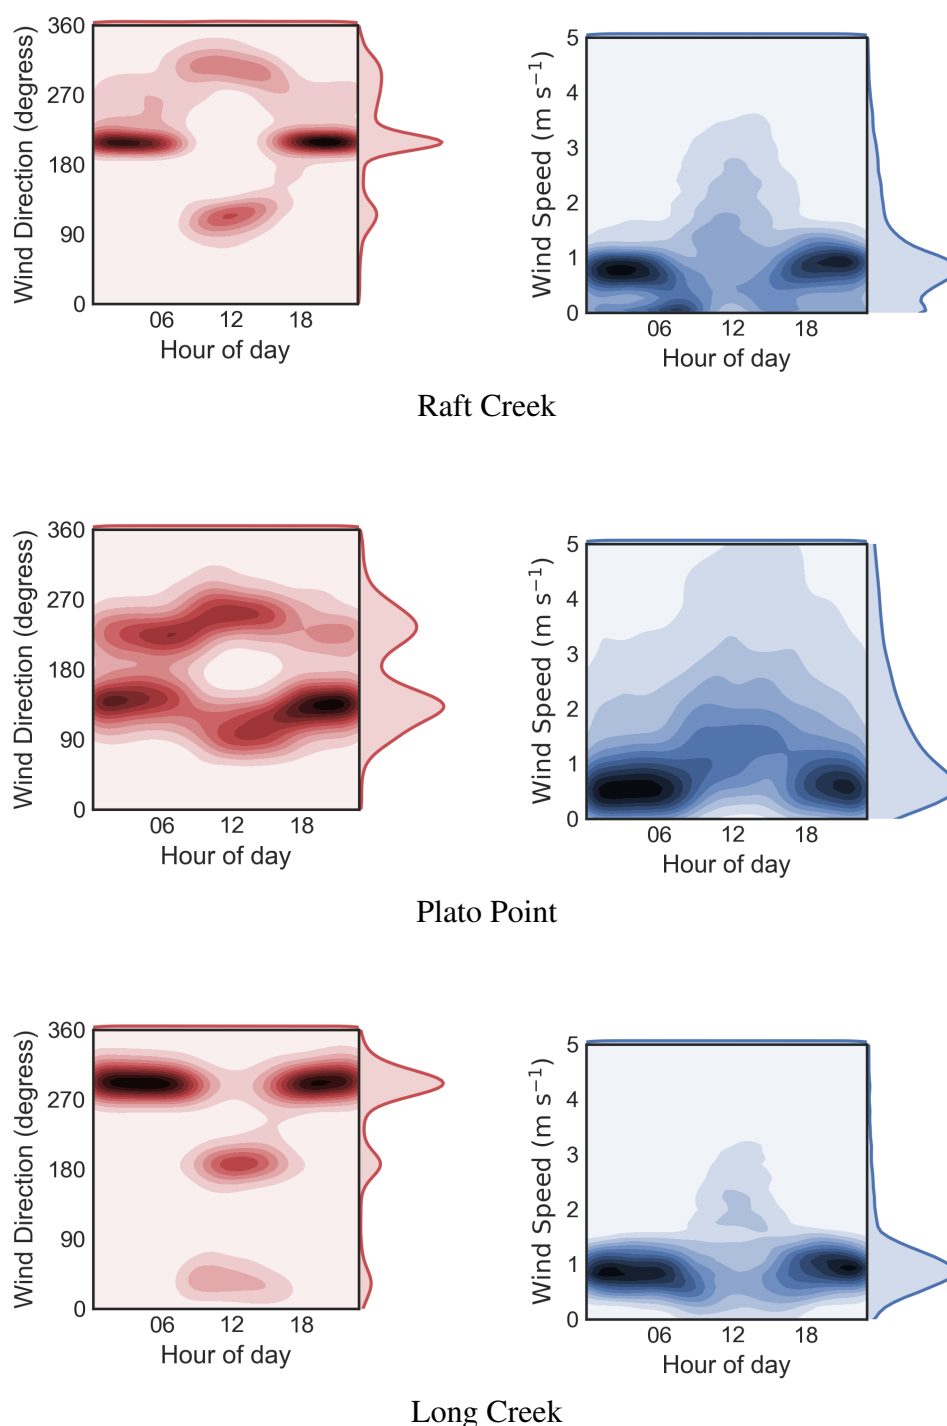 360
270
180
90
0
Wind Direction (degress)
06 12 18
Hour of day
5
4
3
2
1
0
Wind Speed (m s⁻¹)
06 12 18
Hour of day
Raft Creek
360
270
180
90
0
Wind Direction (degress)
06 12 18
Hour of day
5
4
3
2
1
0
Wind Speed (m s⁻¹)
06 12 18
Hour of day
Plato Point
360
270
180
90
0
Wind Direction (degress)
06 12 18
Hour of day
5
4
3
2
1
0
Wind Speed (m s⁻¹)
06 12 18
Hour of day
Long Creek